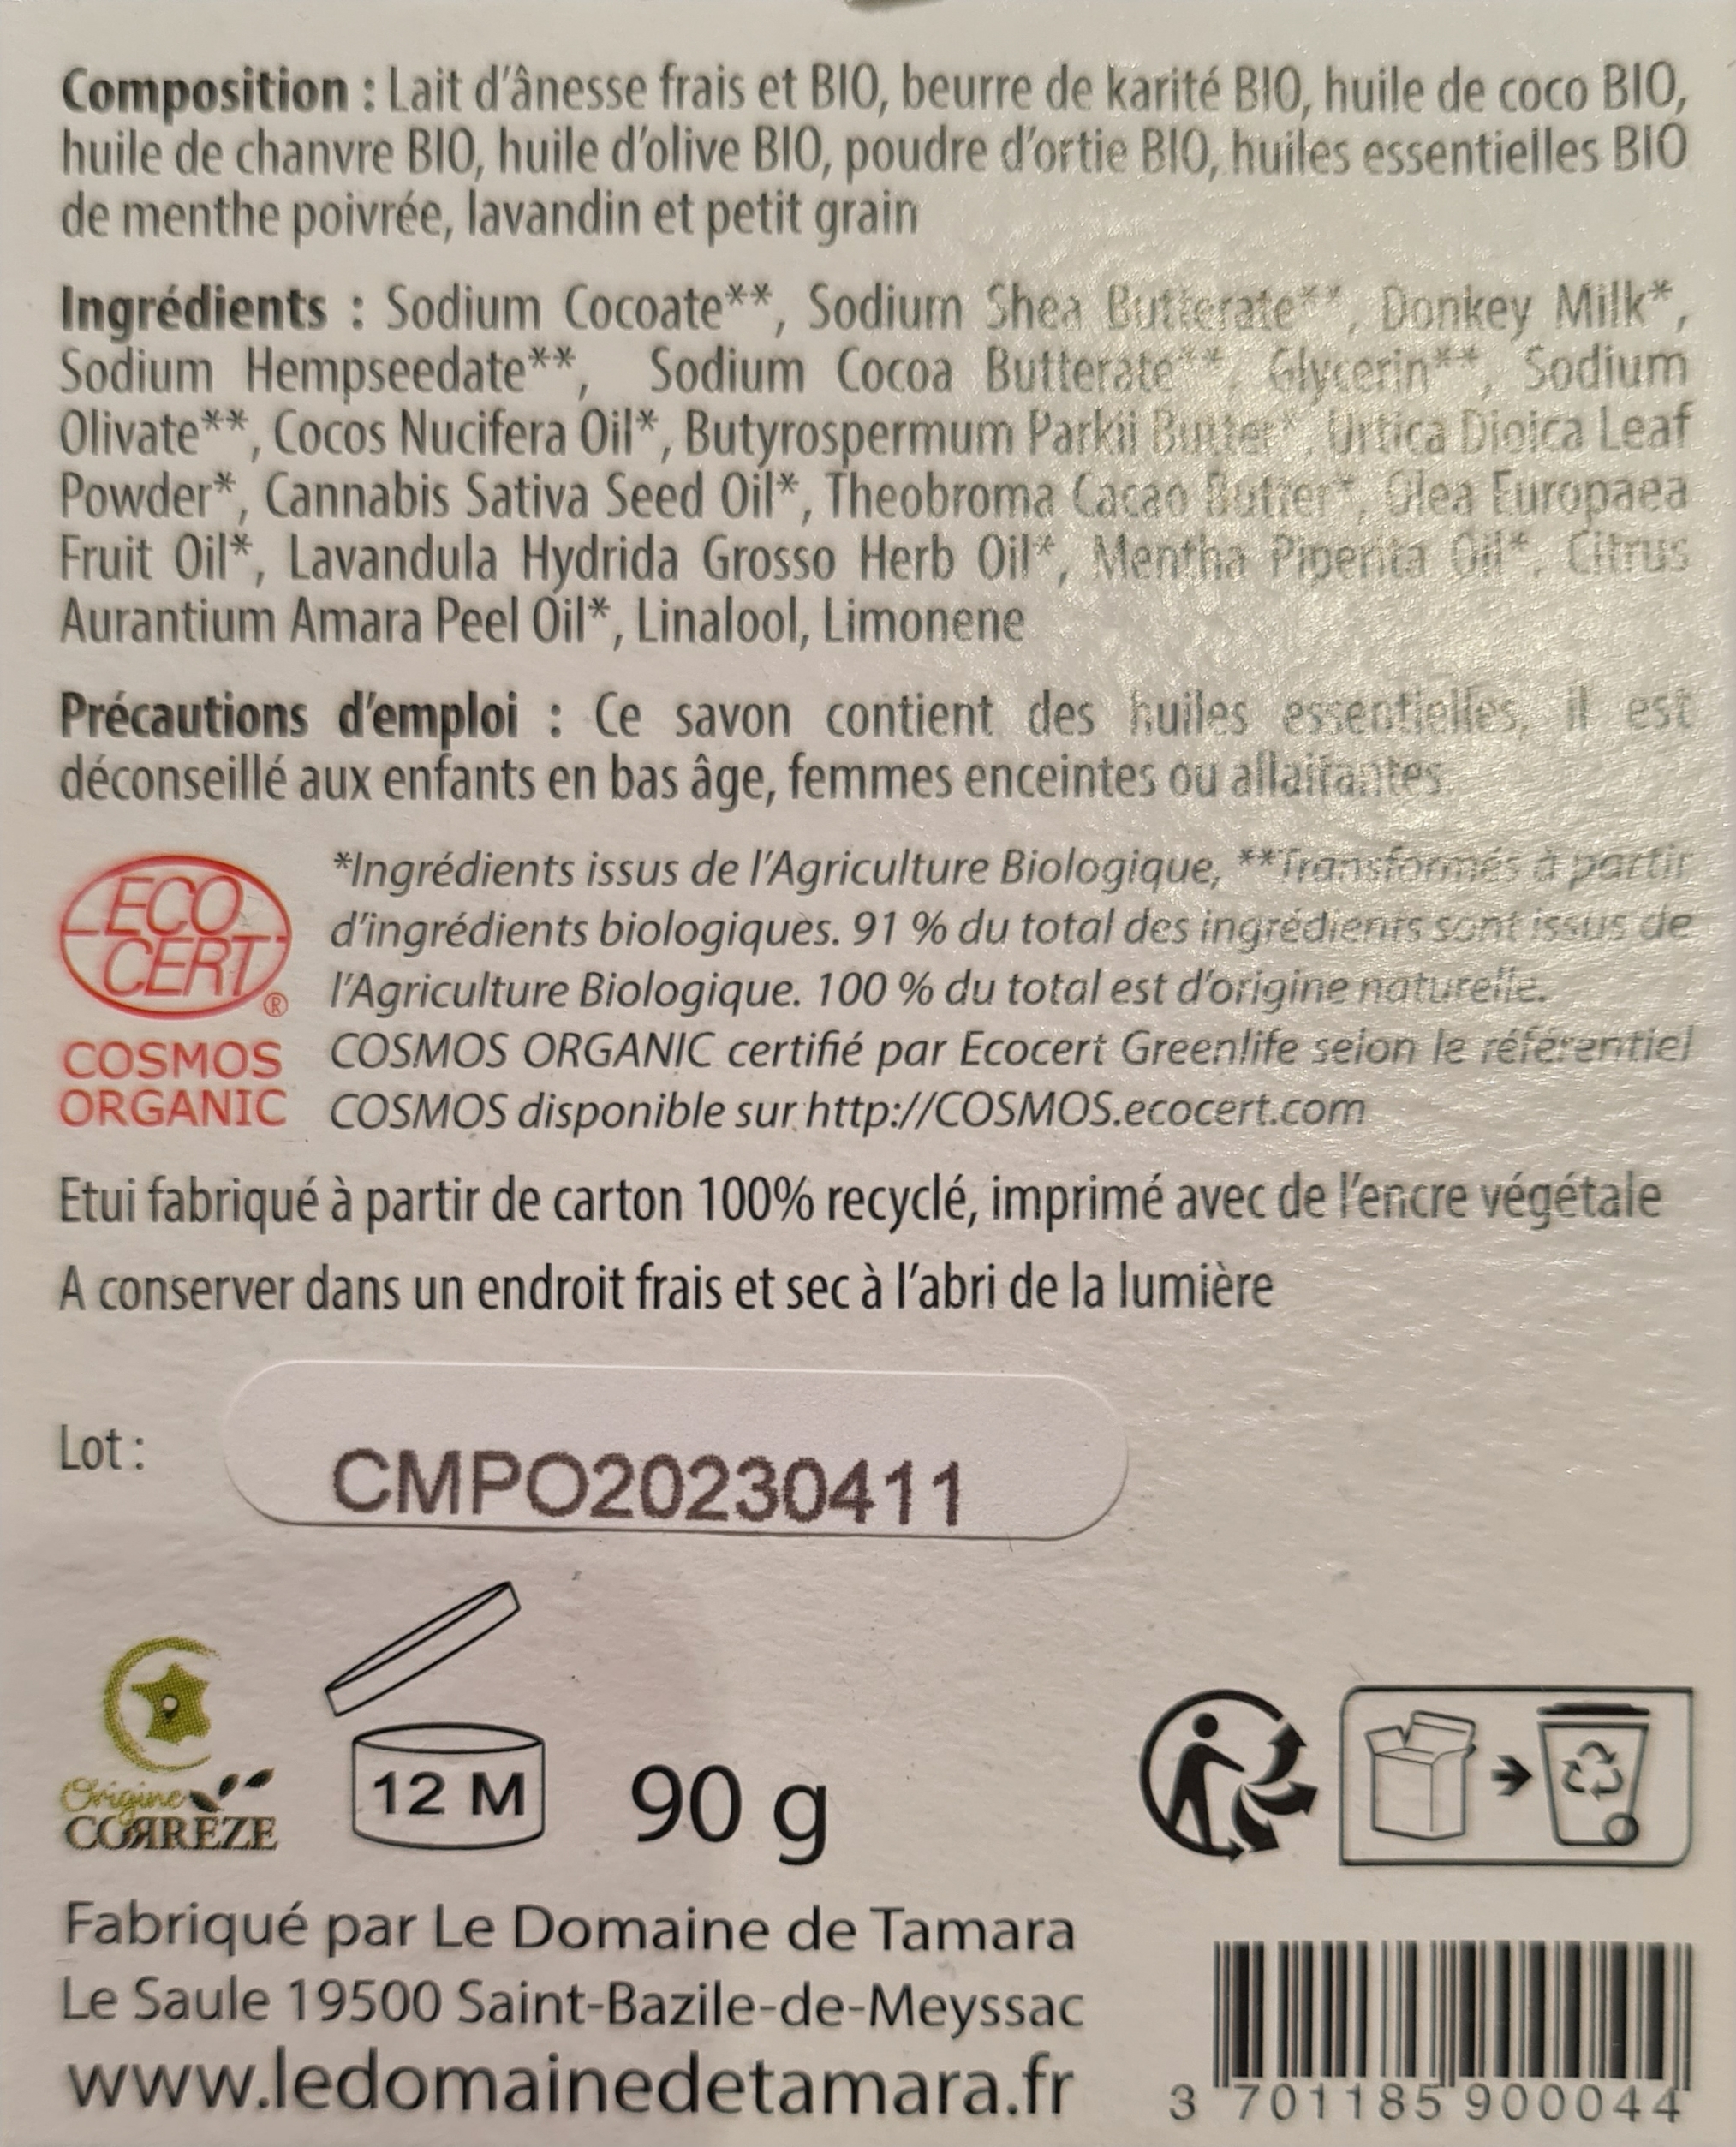 Composition : Lait d'ânesse frais et BIO, beurre de karité BIO, huile de coco BIO,
huile de chanvre BIO, huile d'olive BIO, poudre d'ortie BIO, huiles essentielles BIO
de menthe poivrée, lavandin et petit grain
Ingrédients : Sodium Cocoate**, Sodium Shea Butterate**, Donkey Milk*,
Sodium Hempseedate**, Sodium Cocoa Butterate**, Glycerin**, Sodium
Olivate**, Cocos Nucifera Oil*, Butyrospermum Parkii Butter*, Urtica Dioica Leaf
Powder*, Cannabis Sativa Seed Oil*, Theobroma Cacao Butter*, Olea Europaea
Fruit Oil*, Lavandula Hydrida Grosso Herb Oil*, Mentha Piperita Oil*, Citrus
Aurantium Amara Peel Oil*, Linalool, Limonene
Précautions d'emploi : Ce savon contient des huiles essentielles, il est
déconseillé aux enfants en bas âge, femmes enceintes ou allaitantes.
ECO
CERT®
COSMOS
ORGANIC
*Ingrédients issus de l'Agriculture Biologique, **Transformés à partir
d'ingrédients biologiques. 91 % du total des ingrédients sont issus de
l'Agriculture Biologique. 100 % du total est d'origine naturelle.
COSMOS ORGANIC certifié par Ecocert Greenlife selon le référentiel
COSMOS disponible sur http://COSMOS.ecocert.com
Etui fabriqué à partir de carton 100% recyclé, imprimé avec de l'encre végétale
A conserver dans un endroit frais et sec à l'abri de la lumière
Lot :
CMPO20230411
Origine
CORRÈZE
12 M
90 g
Fabriqué par Le Domaine de Tamara
Le Saule 19500 Saint-Bazile-de-Meyssac
www.ledomainedetamara.fr
3 701185 900044